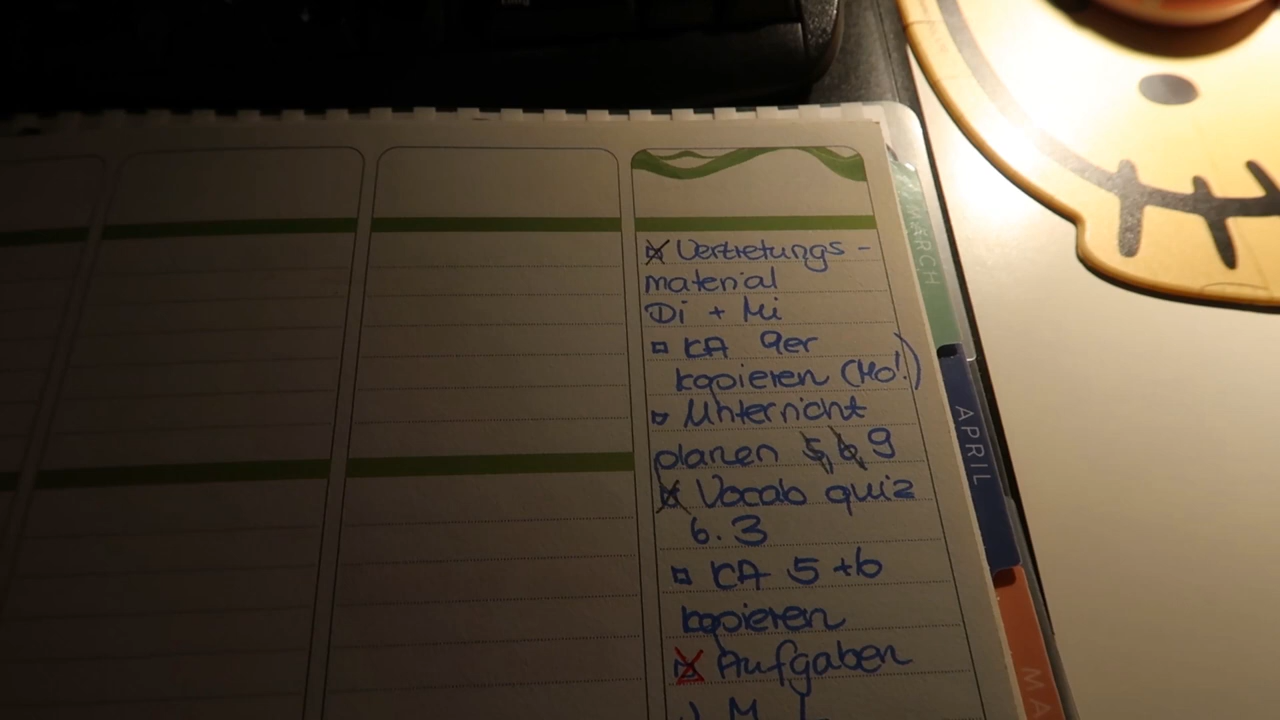 Vertretungs-
material
Di + Mi
KA 9er
kopieren (Mo!)
Unterricht
planen 5 6 9
Vocab quiz
6.3
KA 5+6
kopieren
Aufgaben
MARCH
APRIL
MA